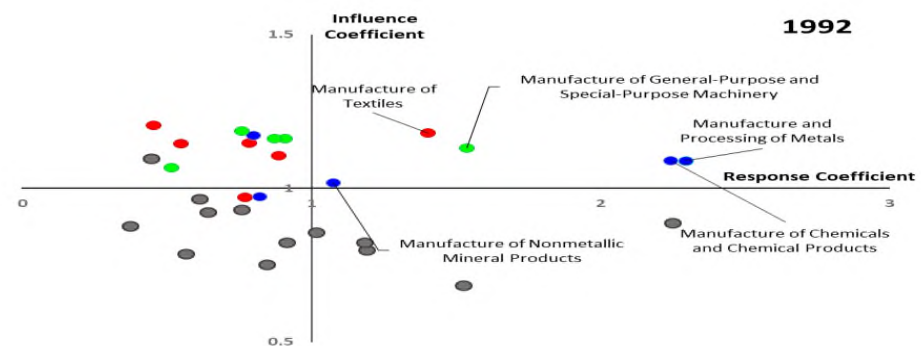 Influence
Coefficient
1992
1.5
Manufacture of
Textiles
Manufacture of General-Purpose and
Special-Purpose Machinery
Manufacture and
Processing of Metals
Response Coefficient
0
1
1
2
3
Manufacture of Nonmetallic
Mineral Products
Manufacture of Chemicals
and Chemical Products
0.5